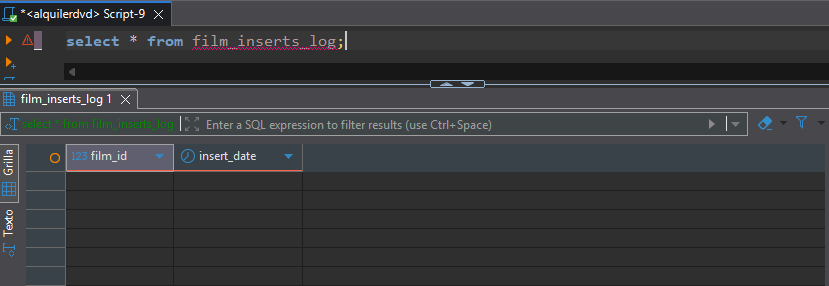 *<alquilerdvd> Script-9
select * from film_inserts_log;
film_inserts_log 1
select * from film_inserts_log
Enter a SQL expression to filter results (use Ctrl+Space)
Grilla
123 film_id
insert_date
Texto